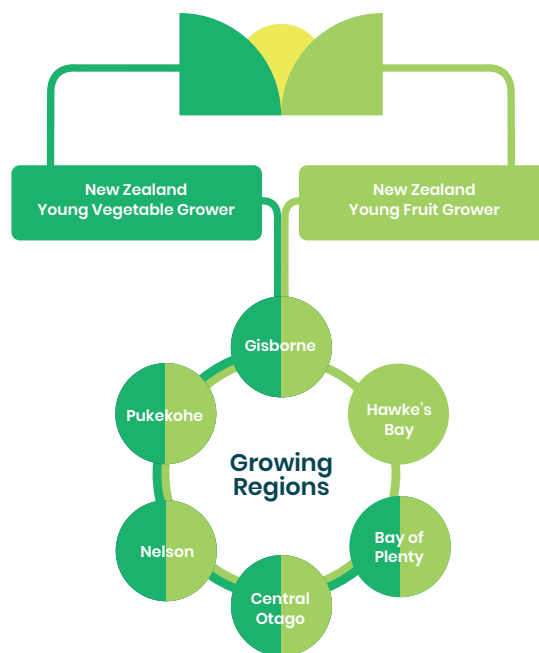 New Zealand
Young Vegetable Grower
New Zealand
Young Fruit Grower
Gisborne
Pukekohe
Hawke's
Bay
Growing
Regions
Nelson
Bay of
Plenty
Central
Otago